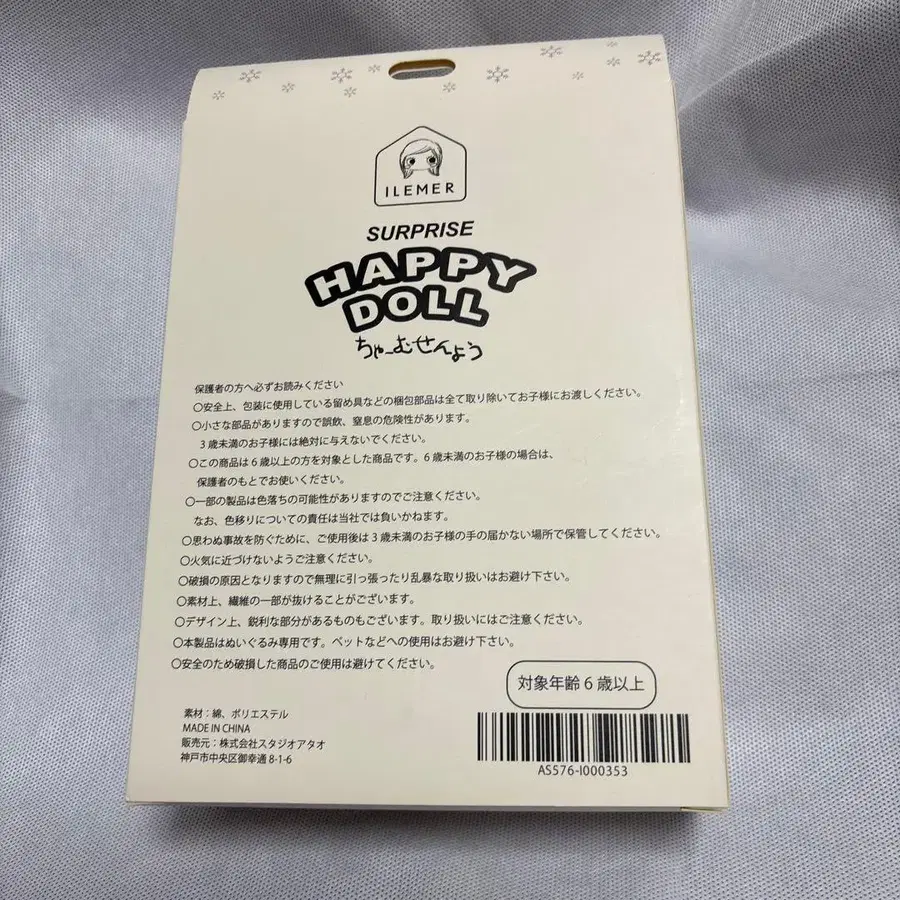 ILEMER
SURPRISE
HAPPY
DOLL
ちゃーむせんよう
保護者の方へ必ずお読みください
○安全上、包装に使用している留め具などの梱包部品は全て取り除いてお子様にお渡しください。
○小さな部品がありますので誤飲、窒息の危険性があります。
3歳未満のお子様には絶対に与えないでください。
○この商品は6歳以上の方を対象とした商品です。6歳未満のお子様の場合は、
保護者のもとでお使いください。
○一部の製品は色落ちの可能性がありますのでご注意ください。
なお、色移りについての責任は当社では負いかねます。
○思わぬ事故を防ぐために、ご使用後は3歳未満のお子様の手の届かない場所で保管してください。
○火気に近づけないようご注意ください。
○破損の原因となりますので無理に引っ張ったり乱暴な取り扱いはお避け下さい。
○素材上、繊維の一部が抜けることがございます。
○デザイン上、鋭利な部分があるものもございます。取り扱いにはご注意ください。
○本製品はぬいぐるみ専用です。ペットなどへの使用はお避け下さい。
○安全のため破損した商品のご使用は避けてください。
対象年齢6歳以上
素材：綿、ポリエステル
MADE IN CHINA
販売元：株式会社スタジオアタオ
神戸市中央区御幸通8-1-6
AS576-I000353